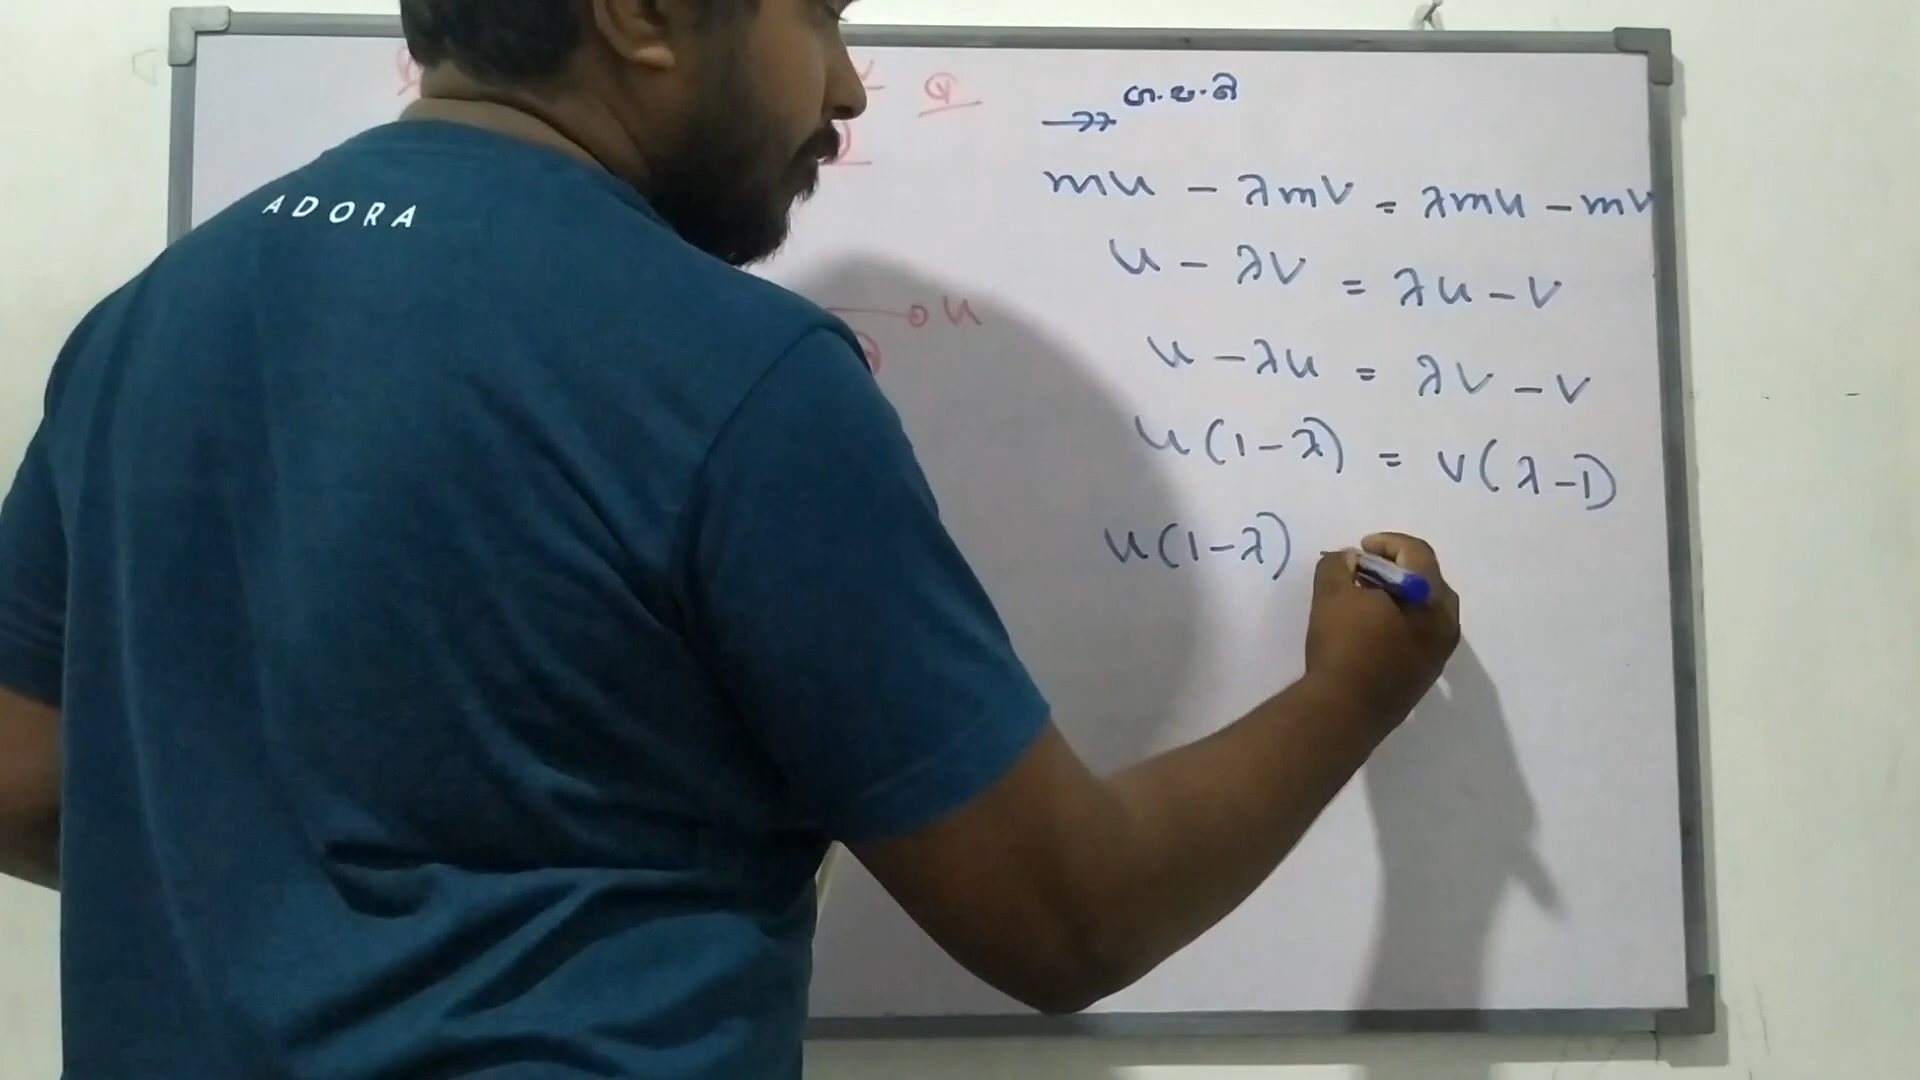 ග.ස.සි
mu - λmv = λmu - mv
u - λv = λu - v
u - λu = λv - v
u(1-λ) = v(λ-1)
u(1-λ)
Q
u
ADORA